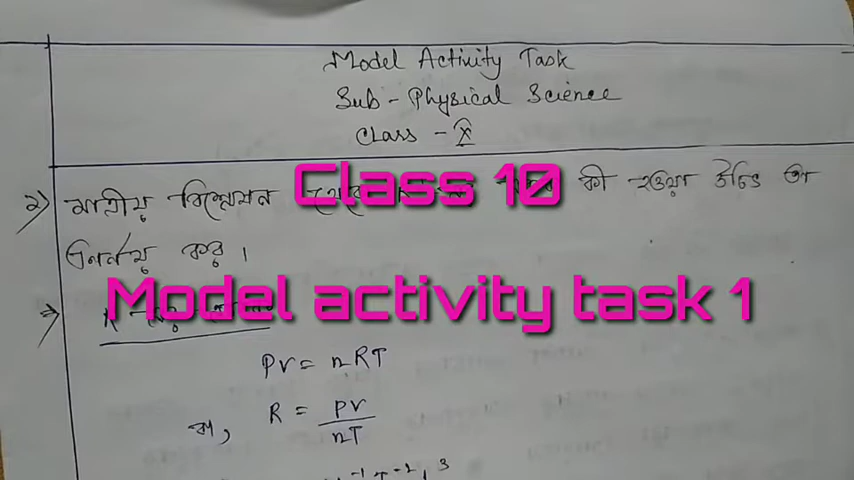 Model Activity Task
Sub - Physical Science
Class - X
Class 10
২) মাত্রীয় বিশ্লেষণ থেকে কী হওয়া উচিত তা
নির্ণয় কর।
Model activity task 1
⇒
PV = nRT
বা, R = PV / nT